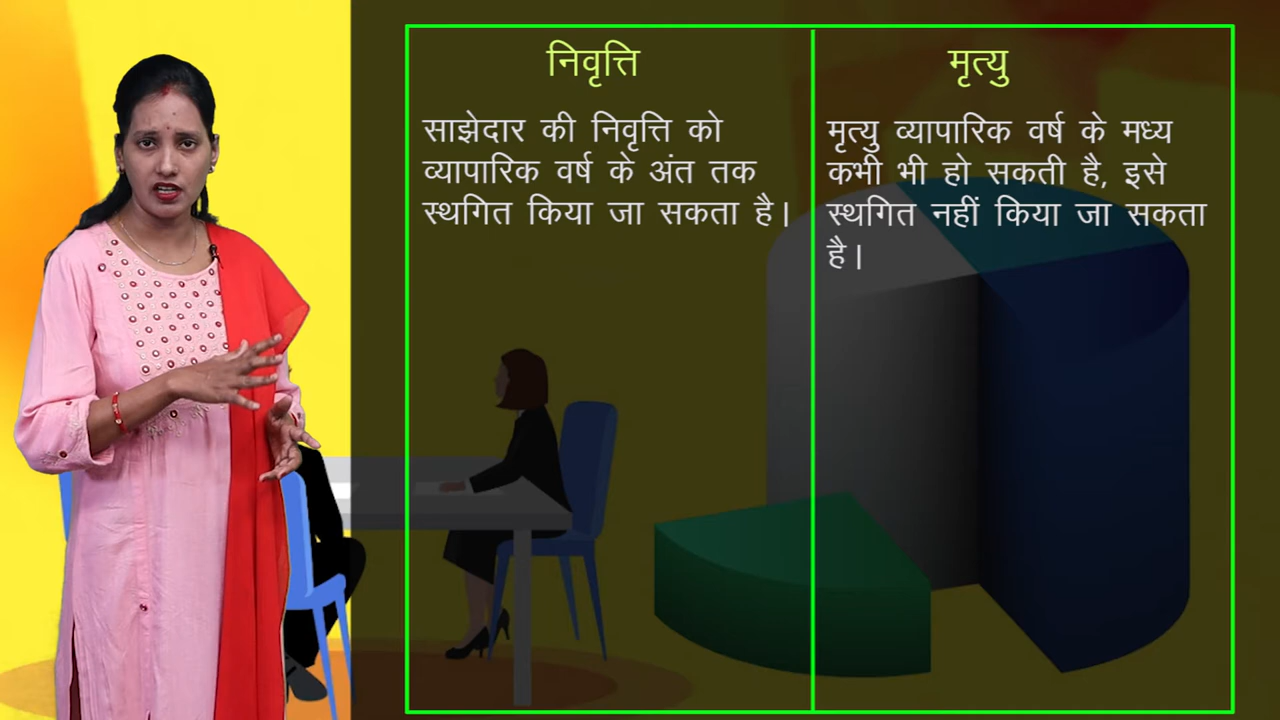 निवृत्ति
साझेदार की निवृत्ति को
व्यापारिक वर्ष के अंत तक
स्थगित किया जा सकता है।
मृत्यु
मृत्यु व्यापारिक वर्ष के मध्य
कभी भी हो सकती है, इसे
स्थगित नहीं किया जा सकता
है।